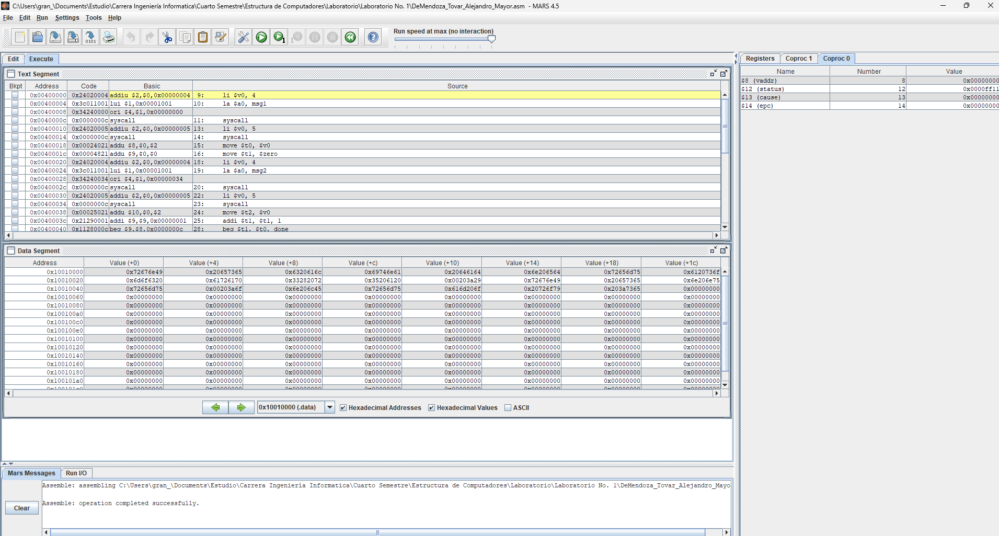 C:\Users\gran_\Documents\Estudio\Carrera Ingeniería Informatica\Cuarto Semestre\Estructura de Computadores\Laboratorio\Laboratorio No. 1\DeMendoza_Tovar_Alejandro_Mayor.asm - MARS 4.5
File Edit Run Settings Tools Help
Run speed at max (no interaction)
Edit Execute
Registers Coproc 1 Coproc 0
Text Segment
Name Number Value
Bkpt Address Code Basic Source
$8 (vaddr) 8 0x00000000
$12 (status) 12 0x0000ff11
$13 (cause) 13 0x00000000
$14 (epc) 14 0x00000000
0x00400000 0x24020004 addiu $2,$0,0x00000004 9: li $v0, 4
0x00400004 0x3c011001 lui $1,0x00001001 10: la $a0, msg1
0x00400008 0x34240000 ori $4,$1,0x00000000
0x0040000c 0x0000000c syscall 11: syscall
0x00400010 0x24020005 addiu $2,$0,0x00000005 13: li $v0, 5
0x00400014 0x0000000c syscall 14: syscall
0x00400018 0x00024021 addu $8,$0,$2 15: move $t0, $v0
0x0040001c 0x00004821 addu $9,$0,$0 16: move $t1, $zero
0x00400020 0x24020004 addiu $2,$0,0x00000004 18: li $v0, 4
0x00400024 0x3c011001 lui $1,0x00001001 19: la $a0, msg2
0x00400028 0x34240034 ori $4,$1,0x00000034
0x0040002c 0x0000000c syscall 20: syscall
0x00400030 0x24020005 addiu $2,$0,0x00000005 22: li $v0, 5
0x00400034 0x0000000c syscall 23: syscall
0x00400038 0x00025021 addu $10,$0,$2 24: move $t2, $v0
0x0040003c 0x21290001 addi $9,$9,0x00000001 25: addi $t1, $t1, 1
0x00400040 0x1128000c beq $9,$8,0x0000000c 28: beq $t1, $t0, done
Data Segment
Address Value (+0) Value (+4) Value (+8) Value (+c) Value (+10) Value (+14) Value (+18) Value (+1c)
0x10010000 0x72676e49 0x20657365 0x6320616c 0x69746e61 0x20646164 0x6e206564 0x72656d75 0x6120736f
0x10010020 0x6d6f6320 0x61726170 0x33282072 0x35206120 0x00203a29 0x72676e49 0x20657365 0x6e206e75
0x10010040 0x72656d75 0x00203a6f 0x6e206c45 0x72656d75 0x616d206f 0x20726f79 0x203a7365 0x00000000
0x10010060 0x00000000 0x00000000 0x00000000 0x00000000 0x00000000 0x00000000 0x00000000 0x00000000
0x10010080 0x00000000 0x00000000 0x00000000 0x00000000 0x00000000 0x00000000 0x00000000 0x00000000
0x100100a0 0x00000000 0x00000000 0x00000000 0x00000000 0x00000000 0x00000000 0x00000000 0x00000000
0x100100c0 0x00000000 0x00000000 0x00000000 0x00000000 0x00000000 0x00000000 0x00000000 0x00000000
0x100100e0 0x00000000 0x00000000 0x00000000 0x00000000 0x00000000 0x00000000 0x00000000 0x00000000
0x10010100 0x00000000 0x00000000 0x00000000 0x00000000 0x00000000 0x00000000 0x00000000 0x00000000
0x10010120 0x00000000 0x00000000 0x00000000 0x00000000 0x00000000 0x00000000 0x00000000 0x00000000
0x10010140 0x00000000 0x00000000 0x00000000 0x00000000 0x00000000 0x00000000 0x00000000 0x00000000
0x10010160 0x00000000 0x00000000 0x00000000 0x00000000 0x00000000 0x00000000 0x00000000 0x00000000
0x10010180 0x00000000 0x00000000 0x00000000 0x00000000 0x00000000 0x00000000 0x00000000 0x00000000
0x100101a0 0x00000000 0x00000000 0x00000000 0x00000000 0x00000000 0x00000000 0x00000000 0x00000000
0x10010000 (.data) Hexadecimal Addresses Hexadecimal Values ASCII
Mars Messages Run I/O
Assemble: assembling C:\Users\gran_\Documents\Estudio\Carrera Ingeniería Informatica\Cuarto Semestre\Estructura de Computadores\Laboratorio\Laboratorio No. 1\DeMendoza_Tovar_Alejandro_Mayo
Assemble: operation completed successfully.
Clear